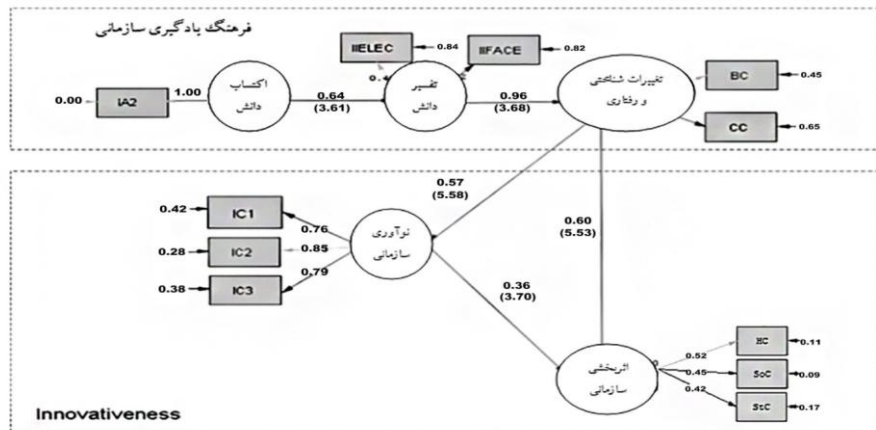 فرهنگ یادگیری سازمانی
IIELEC
0.84
IIFACE
0.82
تغییرات شناختی
و رفتاری
BC
0.45
اکتساب
دانش
تفسیر
دانش
0.00
IA2
1.00
0.64
(3.61)
0.96
(3.68)
CC
0.65
0.57
(5.58)
0.60
(5.53)
0.42
IC1
0.76
نوآوری
سازمانی
0.28
IC2
0.85
0.38
IC3
0.79
0.36
(3.70)
اثربخشی
سازمانی
0.52
HC
0.11
0.45
SoC
0.09
0.42
StC
0.17
Innovativeness